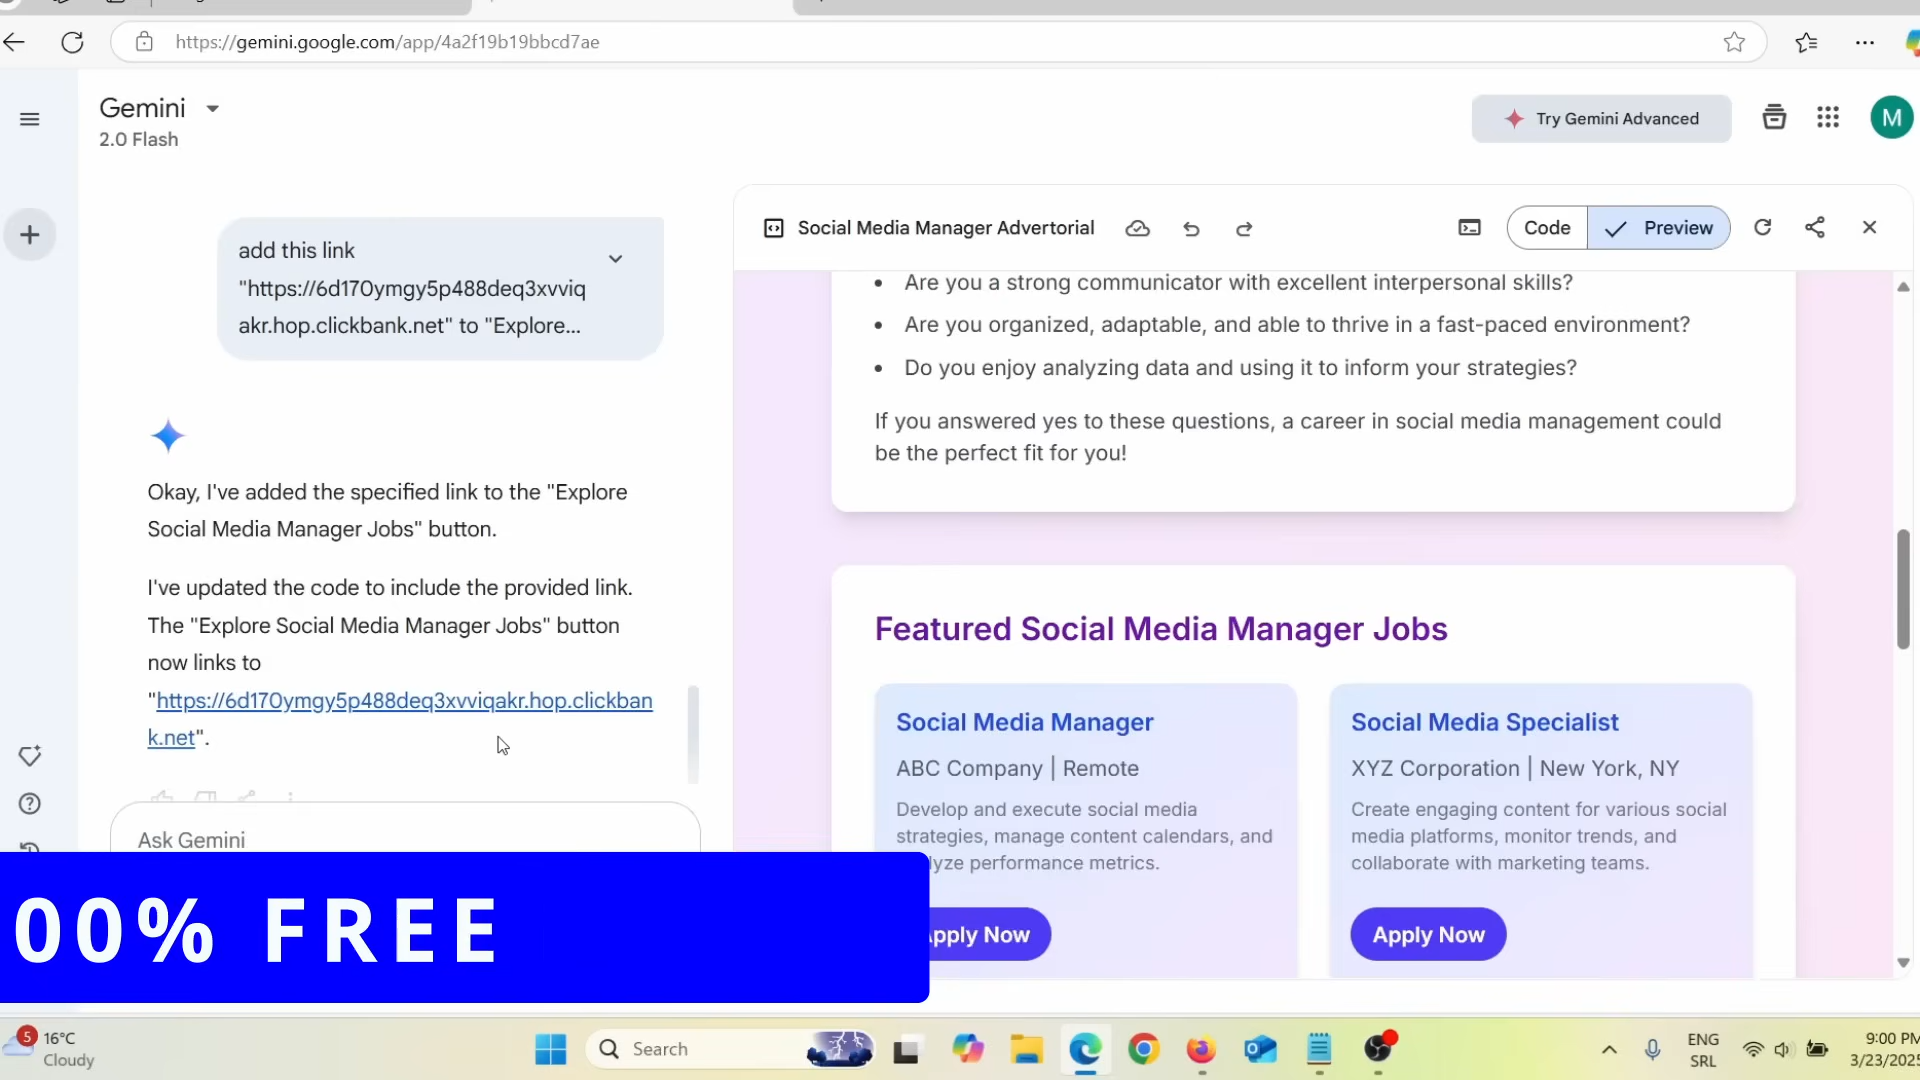 https://gemini.google.com/app/4a2f19b19bbcd7ae
Gemini
2.0 Flash
Try Gemini Advanced
M
add this link
"https://6d170ymgy5p488deq3xvviq
akr.hop.clickbank.net" to "Explore...
Okay, I've added the specified link to the "Explore
Social Media Manager Jobs" button.
I've updated the code to include the provided link.
The "Explore Social Media Manager Jobs" button
now links to
"https://6d170ymgy5p488deq3xvviqakr.hop.clickban
k.net".
Ask Gemini
Social Media Manager Advertorial
Code
Preview
• Are you a strong communicator with excellent interpersonal skills?
• Are you organized, adaptable, and able to thrive in a fast-paced environment?
• Do you enjoy analyzing data and using it to inform your strategies?
If you answered yes to these questions, a career in social media management could
be the perfect fit for you!
Featured Social Media Manager Jobs
Social Media Manager
ABC Company | Remote
Develop and execute social media
strategies, manage content calendars, and
lyze performance metrics.
pply Now
Social Media Specialist
XYZ Corporation | New York, NY
Create engaging content for various social
media platforms, monitor trends, and
collaborate with marketing teams.
Apply Now
00% FREE
5
16°C
Cloudy
Search
ENG
SRL
9:00 PM
3/23/2025